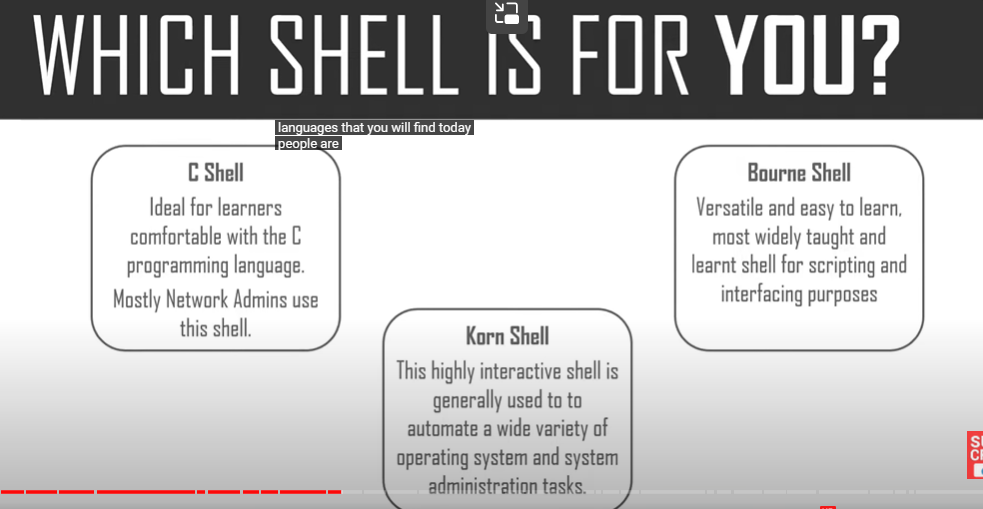 WHICH SHELL IS FOR YOU?
languages that you will find today
people are
C Shell
Ideal for learners
comfortable with the C
programming language.
Mostly Network Admins use
this shell.
Bourne Shell
Versatile and easy to learn,
most widely taught and
learnt shell for scripting and
interfacing purposes
Korn Shell
This highly interactive shell is
generally used to to
automate a wide variety of
operating system and system
administration tasks.